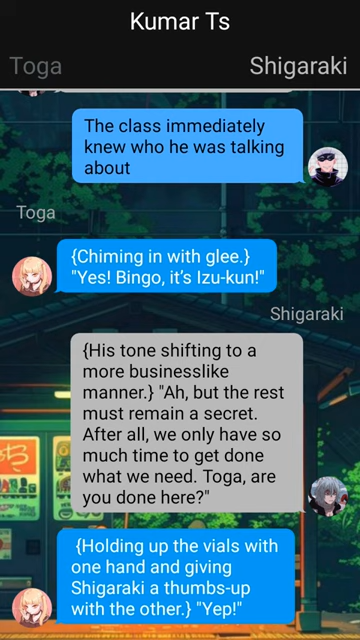 Kumar Ts
Toga
Shigaraki
The class immediately
knew who he was talking
about
Toga
{Chiming in with glee.}
"Yes! Bingo, it’s Izu-kun!"
Shigaraki
{His tone shifting to a
more businesslike
manner.} "Ah, but the rest
must remain a secret.
After all, we only have so
much time to get done
what we need. Toga, are
you done here?"
{Holding up the vials with
one hand and giving
Shigaraki a thumbs-up
with the other.} "Yep!"